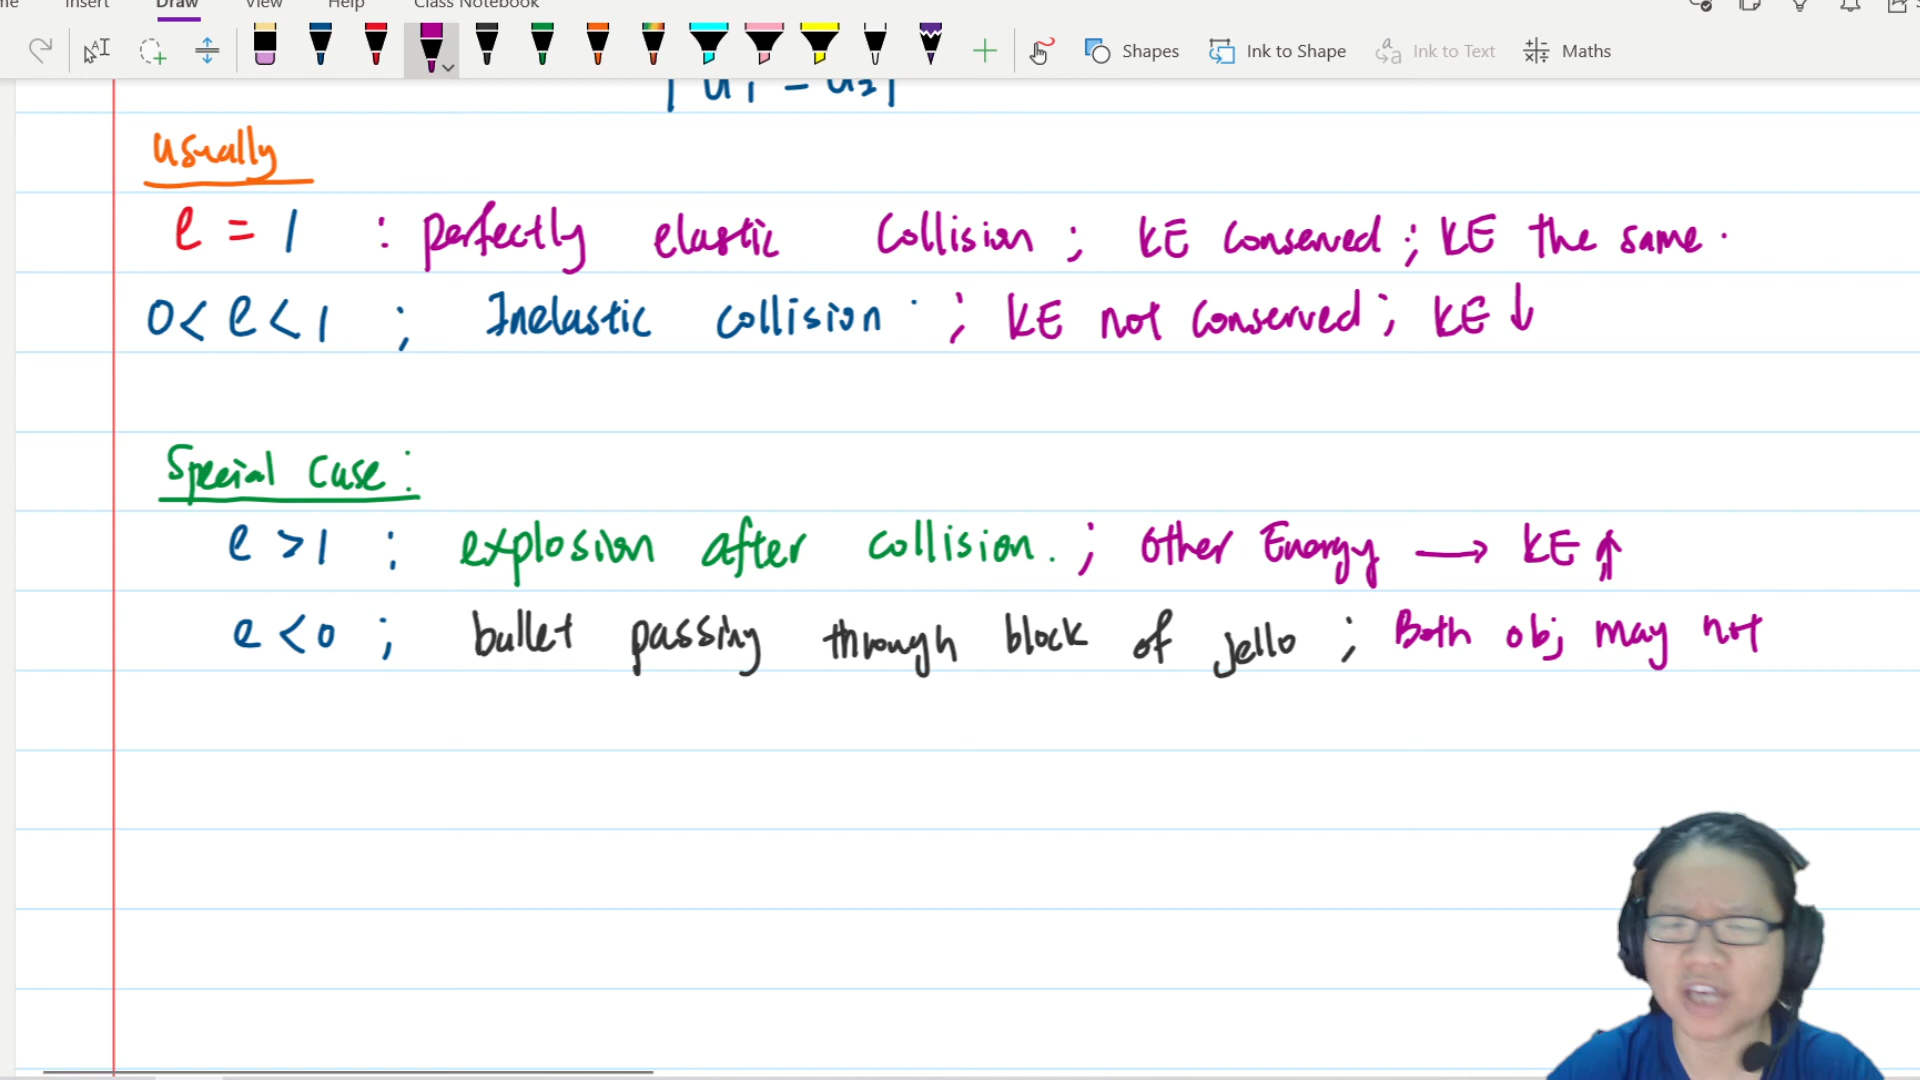 Insert Draw View Help Class Notebook
Shapes Ink to Shape Ink to Text Maths
| u₁ - u₂ |
Usually
e = 1 : perfectly elastic collision ; KE conserved ; KE the same.
0 < e < 1 ; Inelastic collision ; KE not conserved ; KE ↓
Special Case :
e > 1 : explosion after collision. ; Other Energy → KE ↑
e < 0 ; bullet passing through block of jello ; Both obj may not